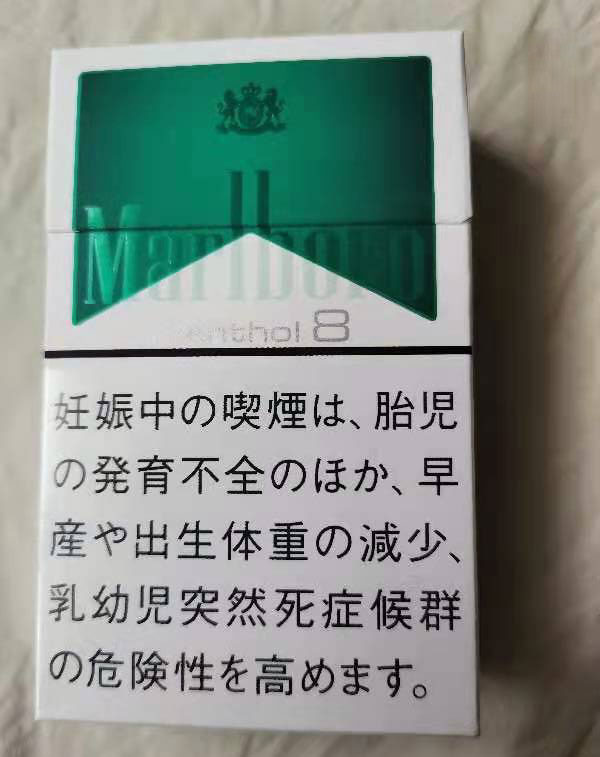 Marlboro
menthol 8
妊娠中の喫煙は、胎児
の発育不全のほか、早
産や出生体重の減少、
乳幼児突然死症候群
の危険性を高めます。